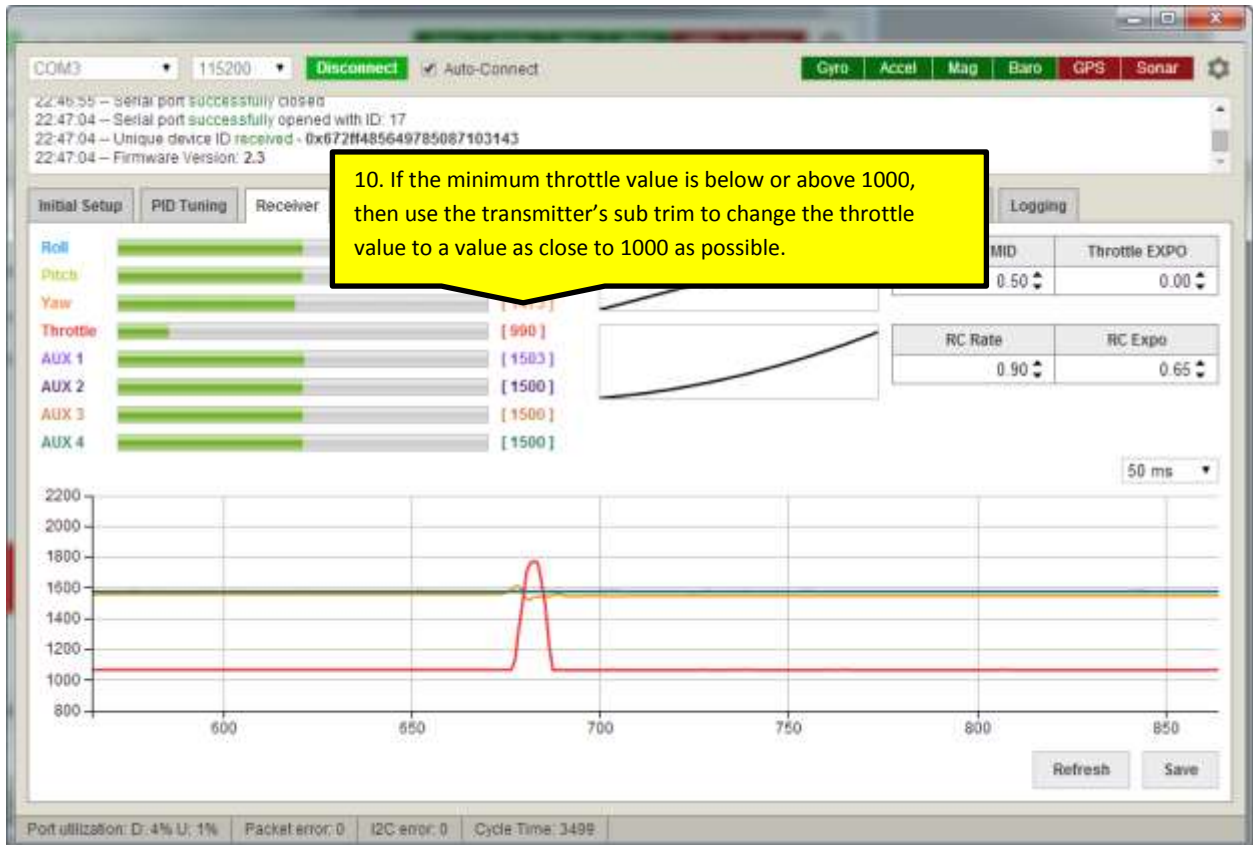 COM3 115200 Disconnect Auto-Connect Gyro Accel Mag Baro GPS Sonar
22:46:55 -- Serial port successfully closed
22:47:04 -- Serial port successfully opened with ID: 17
22:47:04 -- Unique device ID received - 0x672ff485649785087103143
22:47:04 -- Firmware Version: 2.3
10. If the minimum throttle value is below or above 1000,
then use the transmitter’s sub trim to change the throttle
value to a value as close to 1000 as possible.
Initial Setup PID Tuning Receiver Logging
Roll
Pitch
Yaw
Throttle [ 990 ]
AUX 1 [ 1503 ]
AUX 2 [ 1500 ]
AUX 3 [ 1500 ]
AUX 4 [ 1500 ]
MID Throttle EXPO
0.50 0.00
RC Rate RC Expo
0.90 0.65
50 ms
2200
2000
1800
1600
1400
1200
1000
800
600 650 700 750 800 850
Refresh Save
Port utilization: D: 4% U: 1% Packet error: 0 I2C error: 0 Cycle Time: 3499